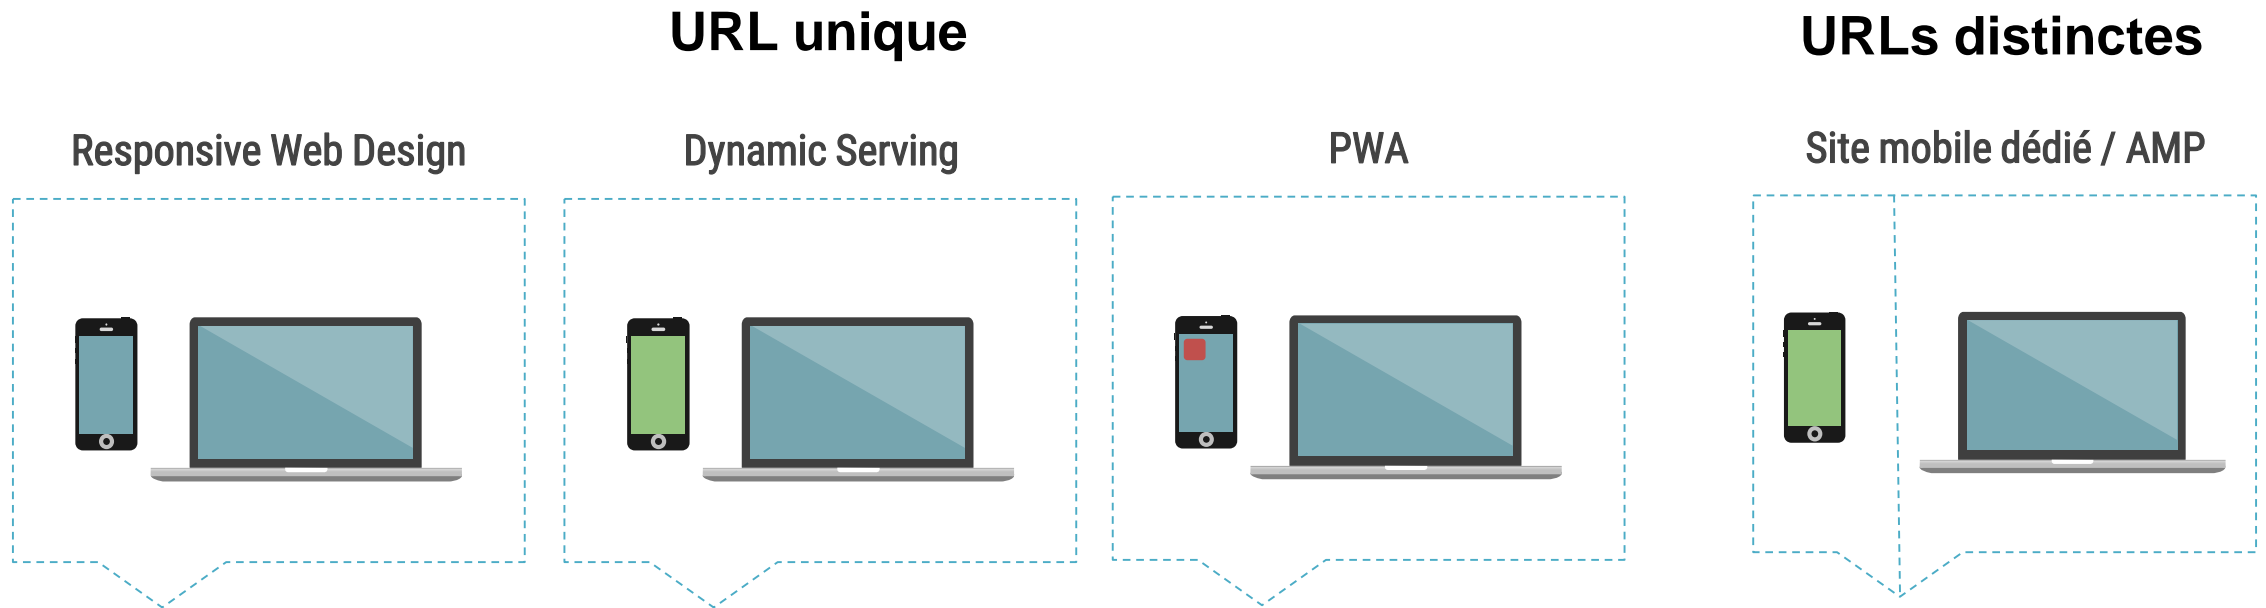 URL unique
URLs distinctes
Responsive Web Design
Dynamic Serving
PWA
Site mobile dédié / AMP